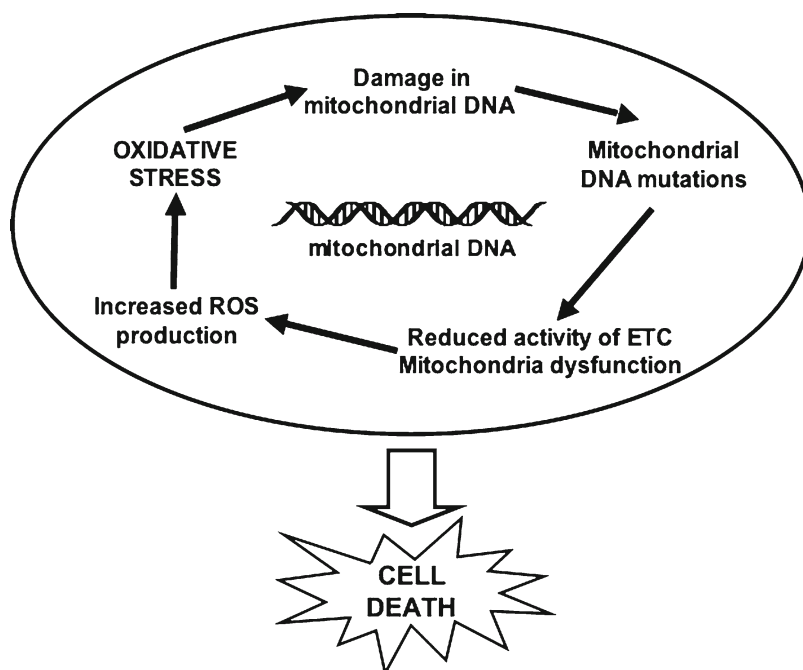 Damage in
mitochondrial DNA
OXIDATIVE
STRESS
Mitochondrial
DNA mutations
mitochondrial DNA
Increased ROS
production
Reduced activity of ETC
Mitochondria dysfunction
CELL
DEATH